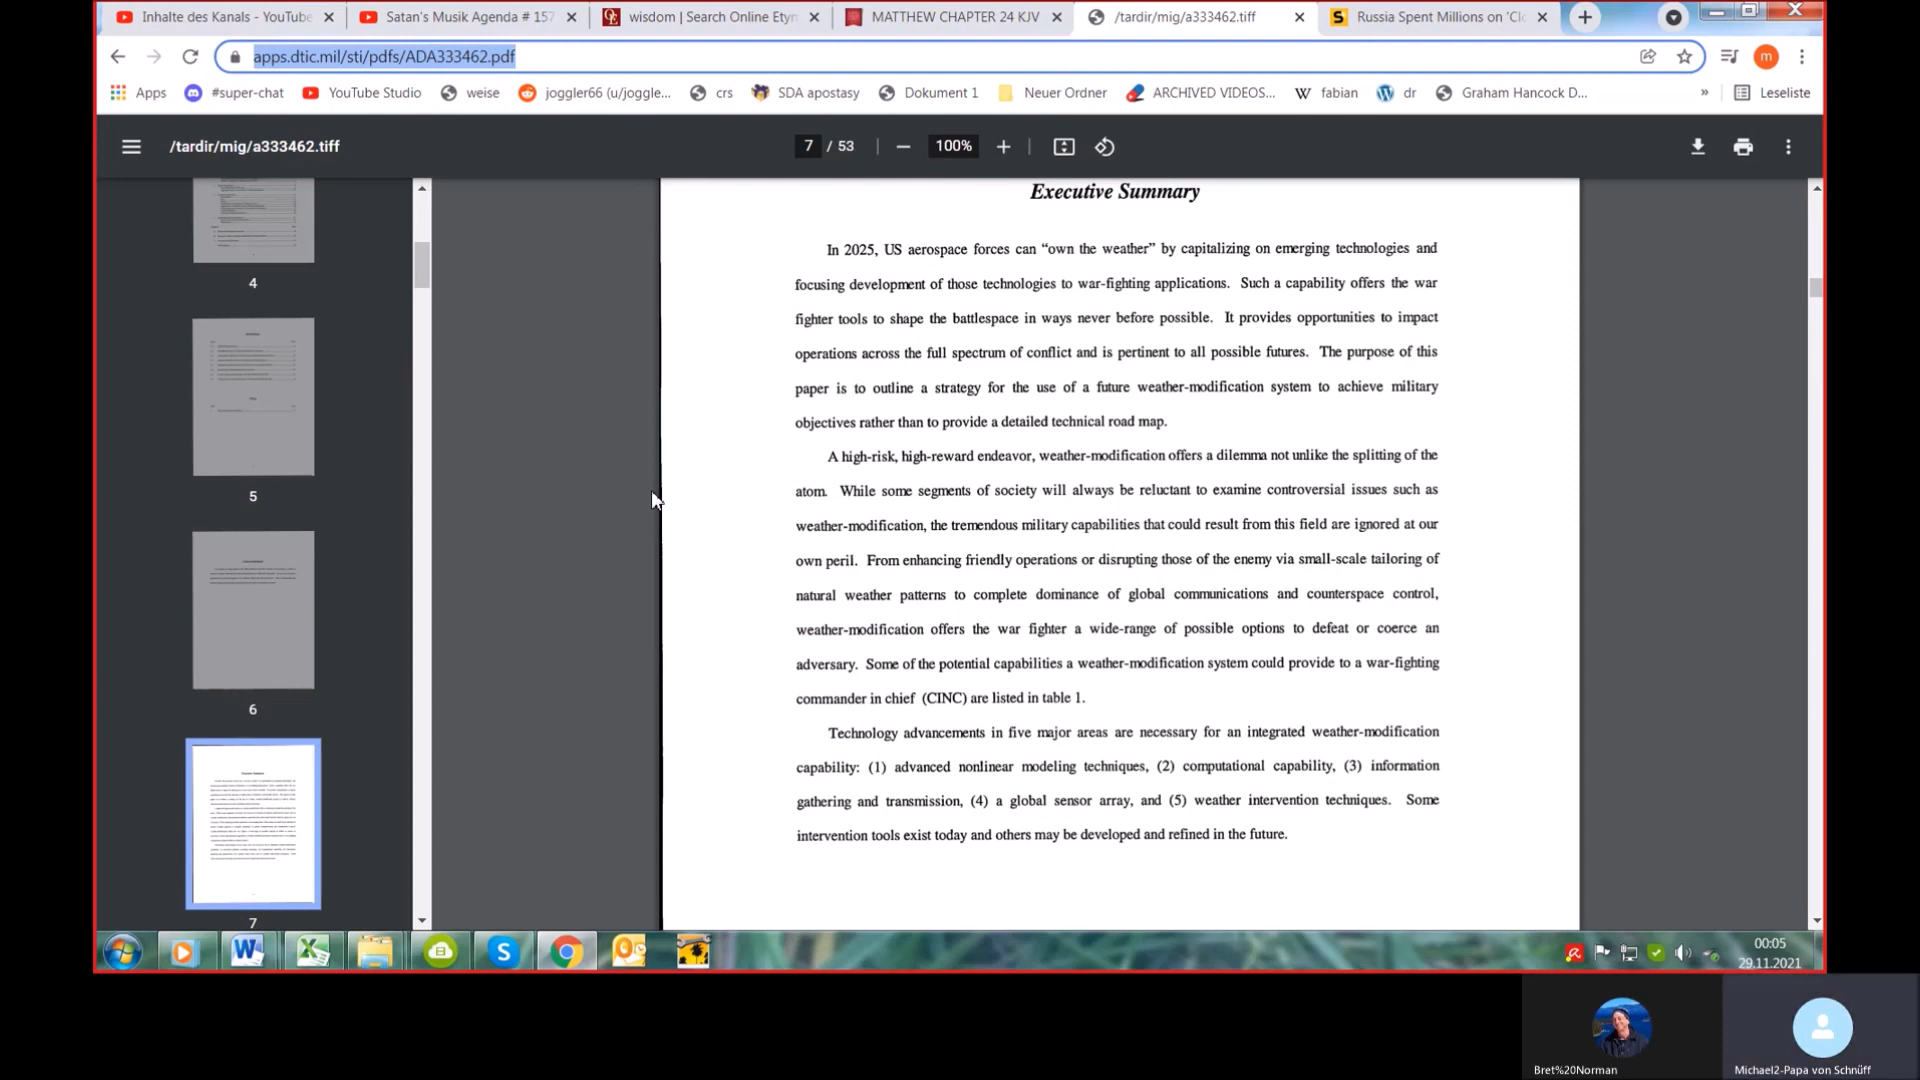 Inhalte des Kanals - YouTube
Satan's Musik Agenda # 157
wisdom | Search Online Etym
MATTHEW CHAPTER 24 KJV
/tardir/mig/a333462.tiff
Russia Spent Millions on 'Clo
apps.dtic.mil/sti/pdfs/ADA333462.pdf
m
Apps
#super-chat
YouTube Studio
weise
joggler66 (u/joggle...
crs
SDA apostasy
Dokument 1
Neuer Ordner
ARCHIVED VIDEOS...
fabian
dr
Graham Hancock D...
»
Leseliste
/tardir/mig/a333462.tiff
7 / 53
100%
4
5
6
7
Executive Summary
In 2025, US aerospace forces can “own the weather” by capitalizing on emerging technologies and
focusing development of those technologies to war-fighting applications. Such a capability offers the war
fighter tools to shape the battlespace in ways never before possible. It provides opportunities to impact
operations across the full spectrum of conflict and is pertinent to all possible futures. The purpose of this
paper is to outline a strategy for the use of a future weather-modification system to achieve military
objectives rather than to provide a detailed technical road map.
A high-risk, high-reward endeavor, weather-modification offers a dilemma not unlike the splitting of the
atom. While some segments of society will always be reluctant to examine controversial issues such as
weather-modification, the tremendous military capabilities that could result from this field are ignored at our
own peril. From enhancing friendly operations or disrupting those of the enemy via small-scale tailoring of
natural weather patterns to complete dominance of global communications and counterspace control,
weather-modification offers the war fighter a wide-range of possible options to defeat or coerce an
adversary. Some of the potential capabilities a weather-modification system could provide to a war-fighting
commander in chief (CINC) are listed in table 1.
Technology advancements in five major areas are necessary for an integrated weather-modification
capability: (1) advanced nonlinear modeling techniques, (2) computational capability, (3) information
gathering and transmission, (4) a global sensor array, and (5) weather intervention techniques. Some
intervention tools exist today and others may be developed and refined in the future.
00:05
29.11.2021
Bret%20Norman
Michael2-Papa von Schnüff